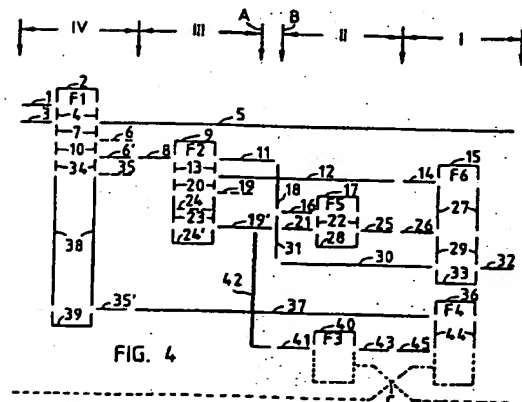 IV III A B II I
2
1 F1
3 4 5
7 6 9
10 6' 8 F2 11 15
34 35 13 12 14 F6
20 19 18 17
24 16 F5 27
23 19' 21 22 25 26
38 24' 31 28 29
30 33 32
42
39 35' 37 36
40 F4
FIG. 4 41 F3 43 45 44
r